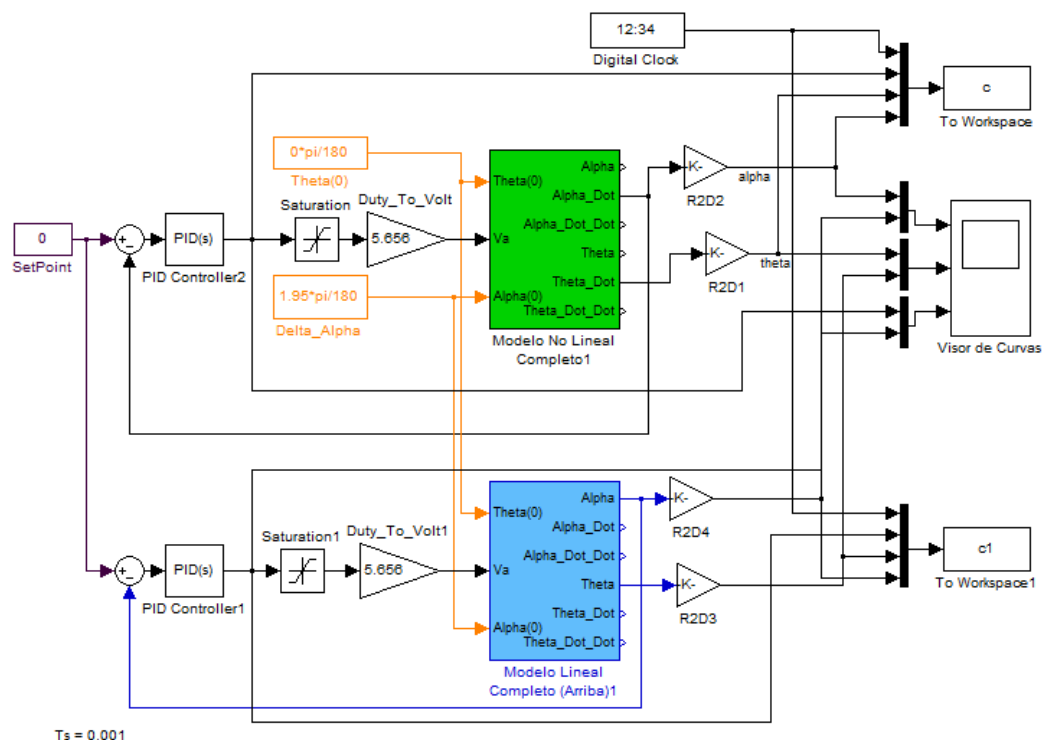 12:34
Digital Clock
c
To Workspace
0*pi/180
Theta(0)
Saturation
Duty_To_Volt
5.656
0
SetPoint
+
−
PID(s)
PID Controller2
1.95*pi/180
Delta_Alpha
Theta(0)
Va
Alpha(0)
Alpha
Alpha_Dot
Alpha_Dot_Dot
Theta
Theta_Dot
Theta_Dot_Dot
Modelo No Lineal
Completo1
K-
R2D2
alpha
K-
R2D1
theta
Visor de Curvas
+
−
PID(s)
PID Controller1
Saturation1
Duty_To_Volt1
5.656
Theta(0)
Va
Alpha(0)
Alpha
Alpha_Dot
Alpha_Dot_Dot
Theta
Theta_Dot
Theta_Dot_Dot
Modelo Lineal
Completo (Arriba)1
K-
R2D4
K-
R2D3
c1
To Workspace1
Ts = 0.001